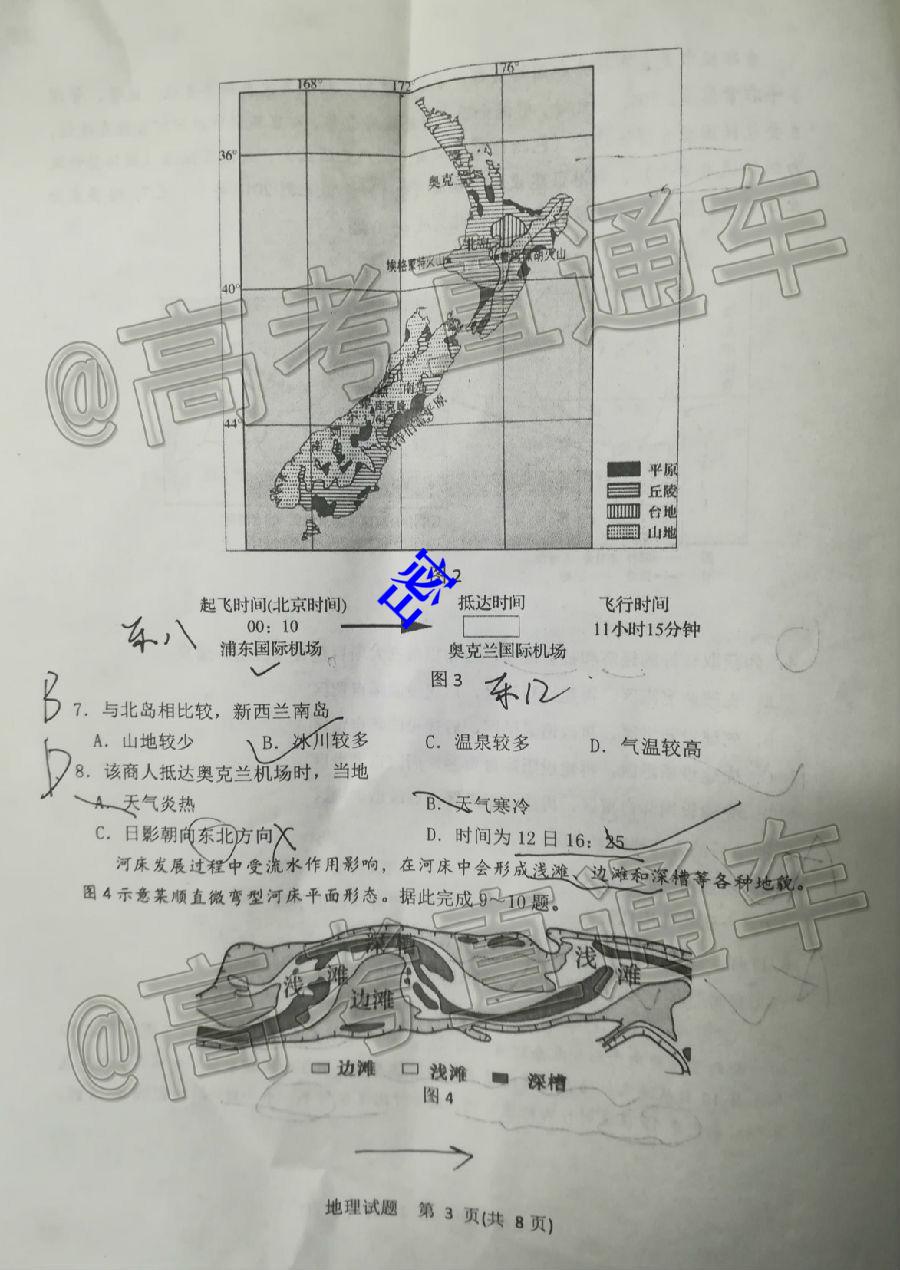 168° 172 176°
36°
奥克
北岛
埃格蒙特火山
40°
南岛
44°
平原
丘陵
台地
山地
图2
密
起飞时间(北京时间) 抵达时间 飞行时间
00：10 11小时15分钟
浦东国际机场 奥克兰国际机场
东八
图3
东12
B
7．与北岛相比较，新西兰南岛
A．山地较少 B．冰川较多 C．温泉较多 D．气温较高
D
8．该商人抵达奥克兰机场时，当地
A．天气炎热 B．天气寒冷
C．日影朝向东北方向 D．时间为12日16：25
河床发展过程中受流水作用影响，在河床中会形成浅滩、边滩和深槽等各种地貌。
图4示意某顺直微弯型河床平面形态。据此完成9～10题。
深槽
浅滩
浅滩
边滩
边滩 浅滩 深槽
图4
地理试题 第 3 页(共 8 页)
@高考直通车
@高考直通车